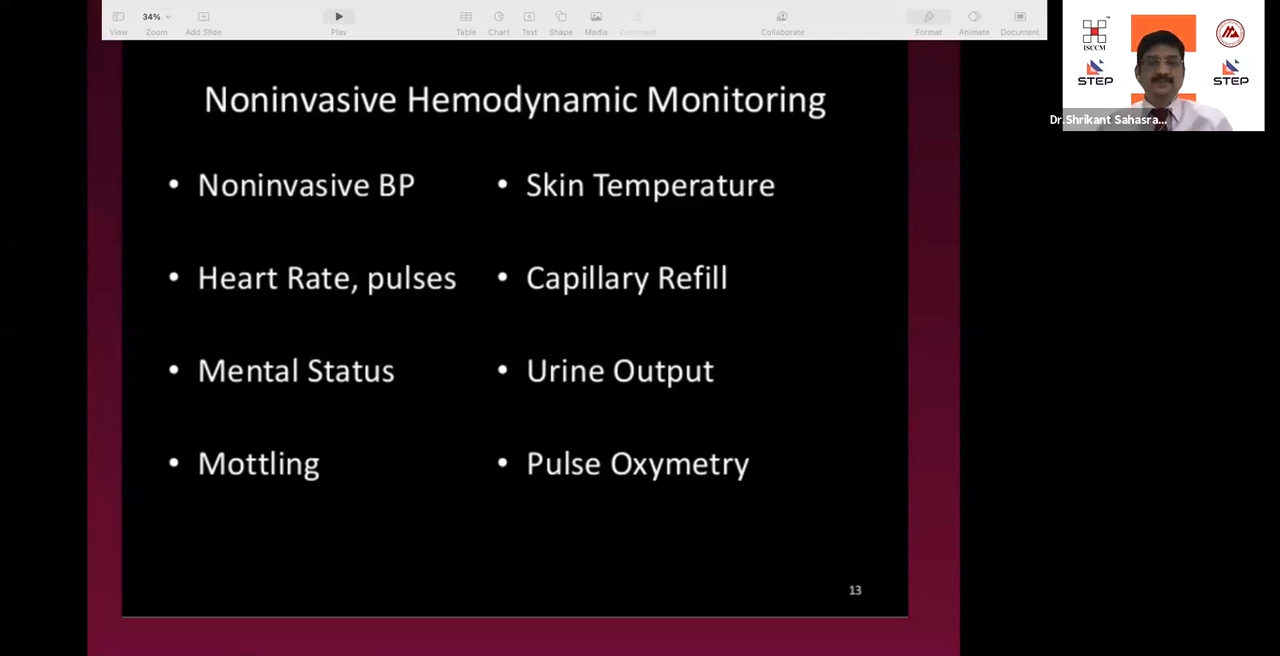 34%
View
Zoom
Add Slide
Play
Table
Chart
Text
Shape
Media
Comment
Collaborate
Format
Animate
Document
Noninvasive Hemodynamic Monitoring
• Noninvasive BP
• Heart Rate, pulses
• Mental Status
• Mottling
• Skin Temperature
• Capillary Refill
• Urine Output
• Pulse Oxymetry
13
ISCCM
STEP
STEP
Dr.Shrikant Sahasra...